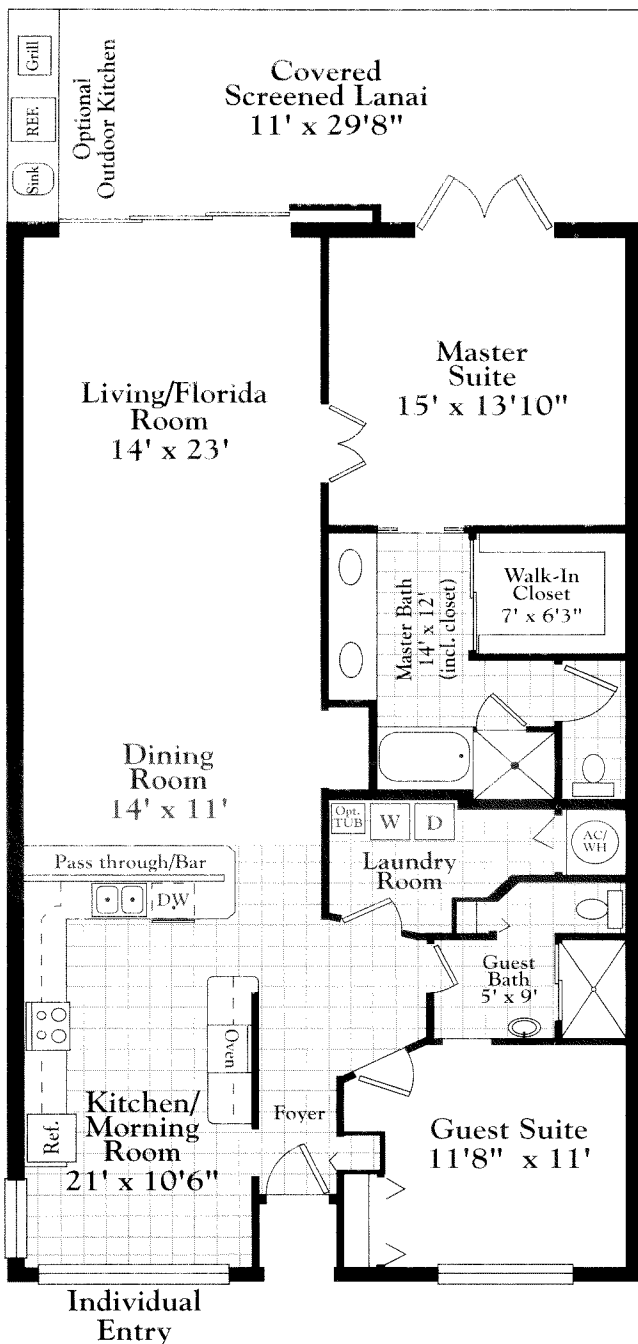 Grill
REF.
Sink
Optional
Outdoor Kitchen
Covered
Screened Lanai
11' x 29'8"
Living/Florida
Room
14' x 23'
Master
Suite
15' x 13'10"
Master Bath
14' x 12'
(incl. closet)
Walk-In
Closet
7' x 6'3"
Dining
Room
14' x 11'
Opt.
TUB
W
D
AC/
WH
Laundry
Room
Pass through/Bar
DW
Guest
Bath
5' x 9'
Oven
Foyer
Ref.
Kitchen/
Morning
Room
21' x 10'6"
Guest Suite
11'8" x 11'
Individual
Entry